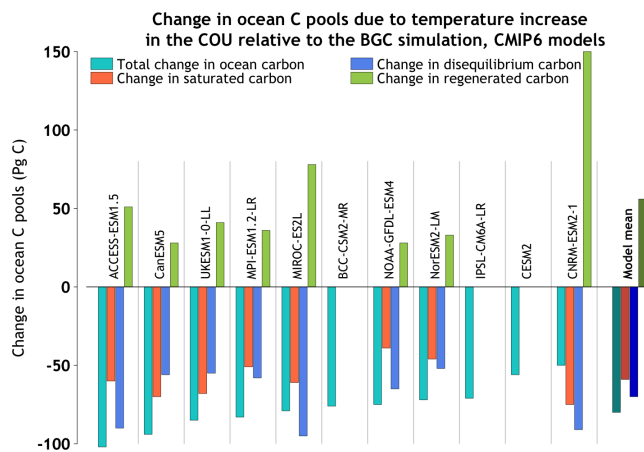 Change in ocean C pools due to temperature increase
in the COU relative to the BGC simulation, CMIP6 models
Total change in ocean carbon
Change in disequilibrium carbon
Change in saturated carbon
Change in regenerated carbon
Change in ocean C pools (Pg C)
150
100
50
0
-50
-100
ACCESS-ESM1.5
CanESM5
UKESM1-0-LL
MPI-ESM1.2-LR
MIROC-ES2L
BCC-CSM2-MR
NOAA-GFDL-ESM4
NorESM2-LM
IPSL-CM6A-LR
CESM2
CNRM-ESM2-1
Model mean